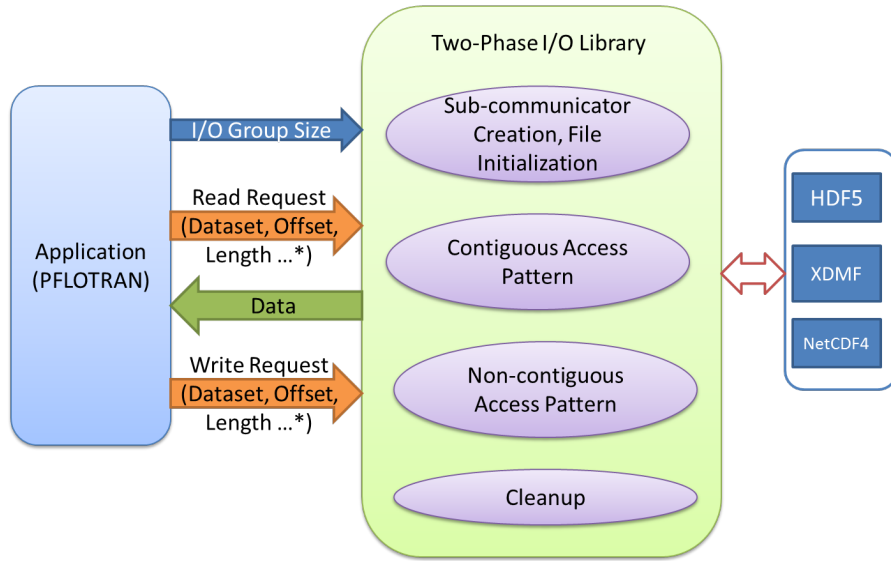 Two-Phase I/O Library
Sub-communicator
Creation, File
Initialization
I/O Group Size
Read Request
(Dataset, Offset,
Length ...*)
Application
(PFLOTRAN)
Contiguous Access
Pattern
Data
Write Request
(Dataset, Offset,
Length ...*)
Non-contiguous
Access Pattern
Cleanup
HDF5
XDMF
NetCDF4